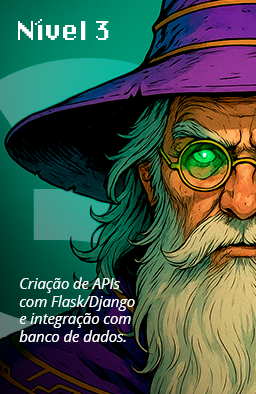 Nível 3
Criação de APIs
com Flask/Django
e integração com
banco de dados.